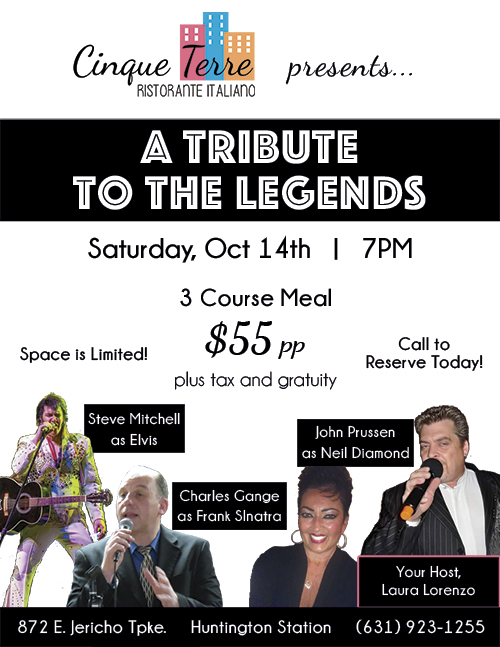 Cinque Terre
RISTORANTE ITALIANO
presents...
A TRIBUTE
TO THE LEGENDS
Saturday, Oct 14th | 7PM
3 Course Meal
$55 pp
plus tax and gratuity
Space is Limited!
Call to
Reserve Today!
Steve Mitchell
as Elvis
Charles Gange
as Frank SInatra
John Prussen
as Neil Diamond
Your Host,
Laura Lorenzo
872 E. Jericho Tpke. Huntington Station (631) 923-1255